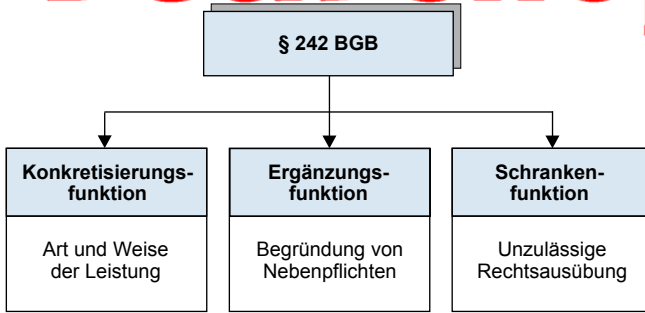 § 242 BGB
Konkretisierungs-
funktion
Ergänzungs-
funktion
Schranken-
funktion
Art und Weise
der Leistung
Begründung von
Nebenpflichten
Unzulässige
Rechtsausübung